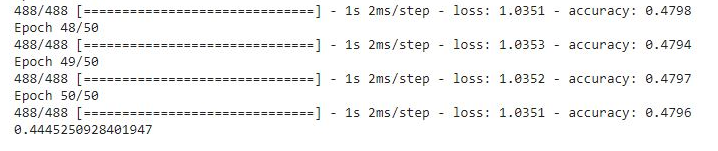 488/488 [==============================] - 1s 2ms/step - loss: 1.0351 - accuracy: 0.4798
Epoch 48/50
488/488 [==============================] - 1s 2ms/step - loss: 1.0353 - accuracy: 0.4794
Epoch 49/50
488/488 [==============================] - 1s 2ms/step - loss: 1.0352 - accuracy: 0.4797
Epoch 50/50
488/488 [==============================] - 1s 2ms/step - loss: 1.0351 - accuracy: 0.4796
0.4445250928401947